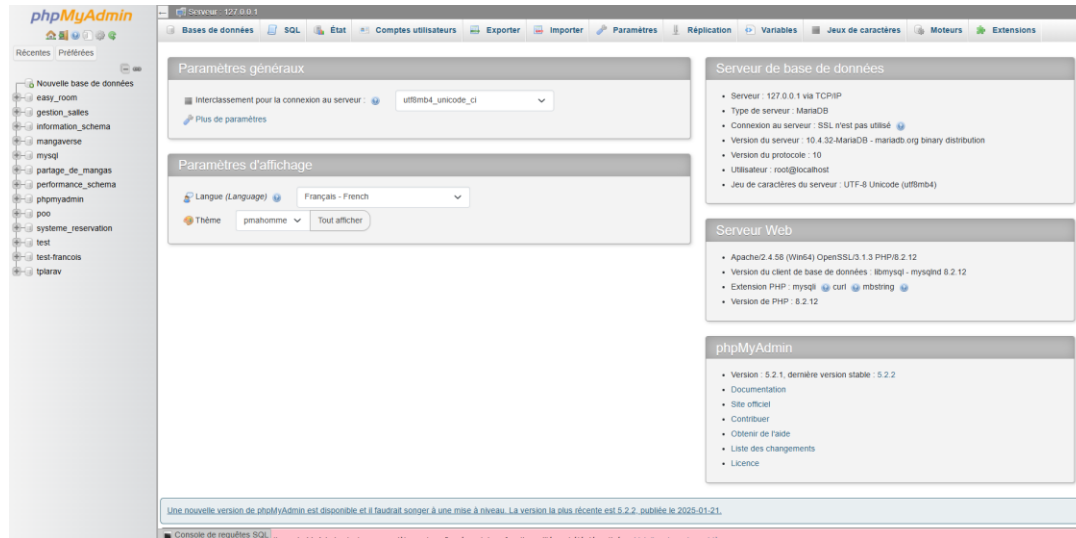 phpMyAdmin
Récentes Préférées
Nouvelle base de données
easy_room
gestion_salles
information_schema
mangaverse
mysql
partage_de_mangas
performance_schema
phpmyadmin
poo
systeme_reservation
test
test-francois
tplarav
Serveur : 127.0.0.1
Bases de données SQL État Comptes utilisateurs Exporter Importer Paramètres Réplication Variables Jeux de caractères Moteurs Extensions
Paramètres généraux
Interclassement pour la connexion au serveur : utf8mb4_unicode_ci
Plus de paramètres
Paramètres d'affichage
Langue (Language) Français - French
Thème pmahomme Tout afficher
Serveur de base de données
• Serveur : 127.0.0.1 via TCP/IP
• Type de serveur : MariaDB
• Connexion au serveur : SSL n'est pas utilisé
• Version du serveur : 10.4.32-MariaDB - mariadb.org binary distribution
• Version du protocole : 10
• Utilisateur : root@localhost
• Jeu de caractères du serveur : UTF-8 Unicode (utf8mb4)
Serveur Web
• Apache/2.4.58 (Win64) OpenSSL/3.1.3 PHP/8.2.12
• Version du client de base de données : libmysql - mysqlnd 8.2.12
• Extension PHP : mysqli curl mbstring
• Version de PHP : 8.2.12
phpMyAdmin
• Version : 5.2.1, dernière version stable : 5.2.2
• Documentation
• Site officiel
• Contribuer
• Obtenir de l'aide
• Liste des changements
• Licence
Une nouvelle version de phpMyAdmin est disponible et il faudrait songer à une mise à niveau. La version la plus récente est 5.2.2, publiée le 2025-01-21.
Console de requêtes SQL